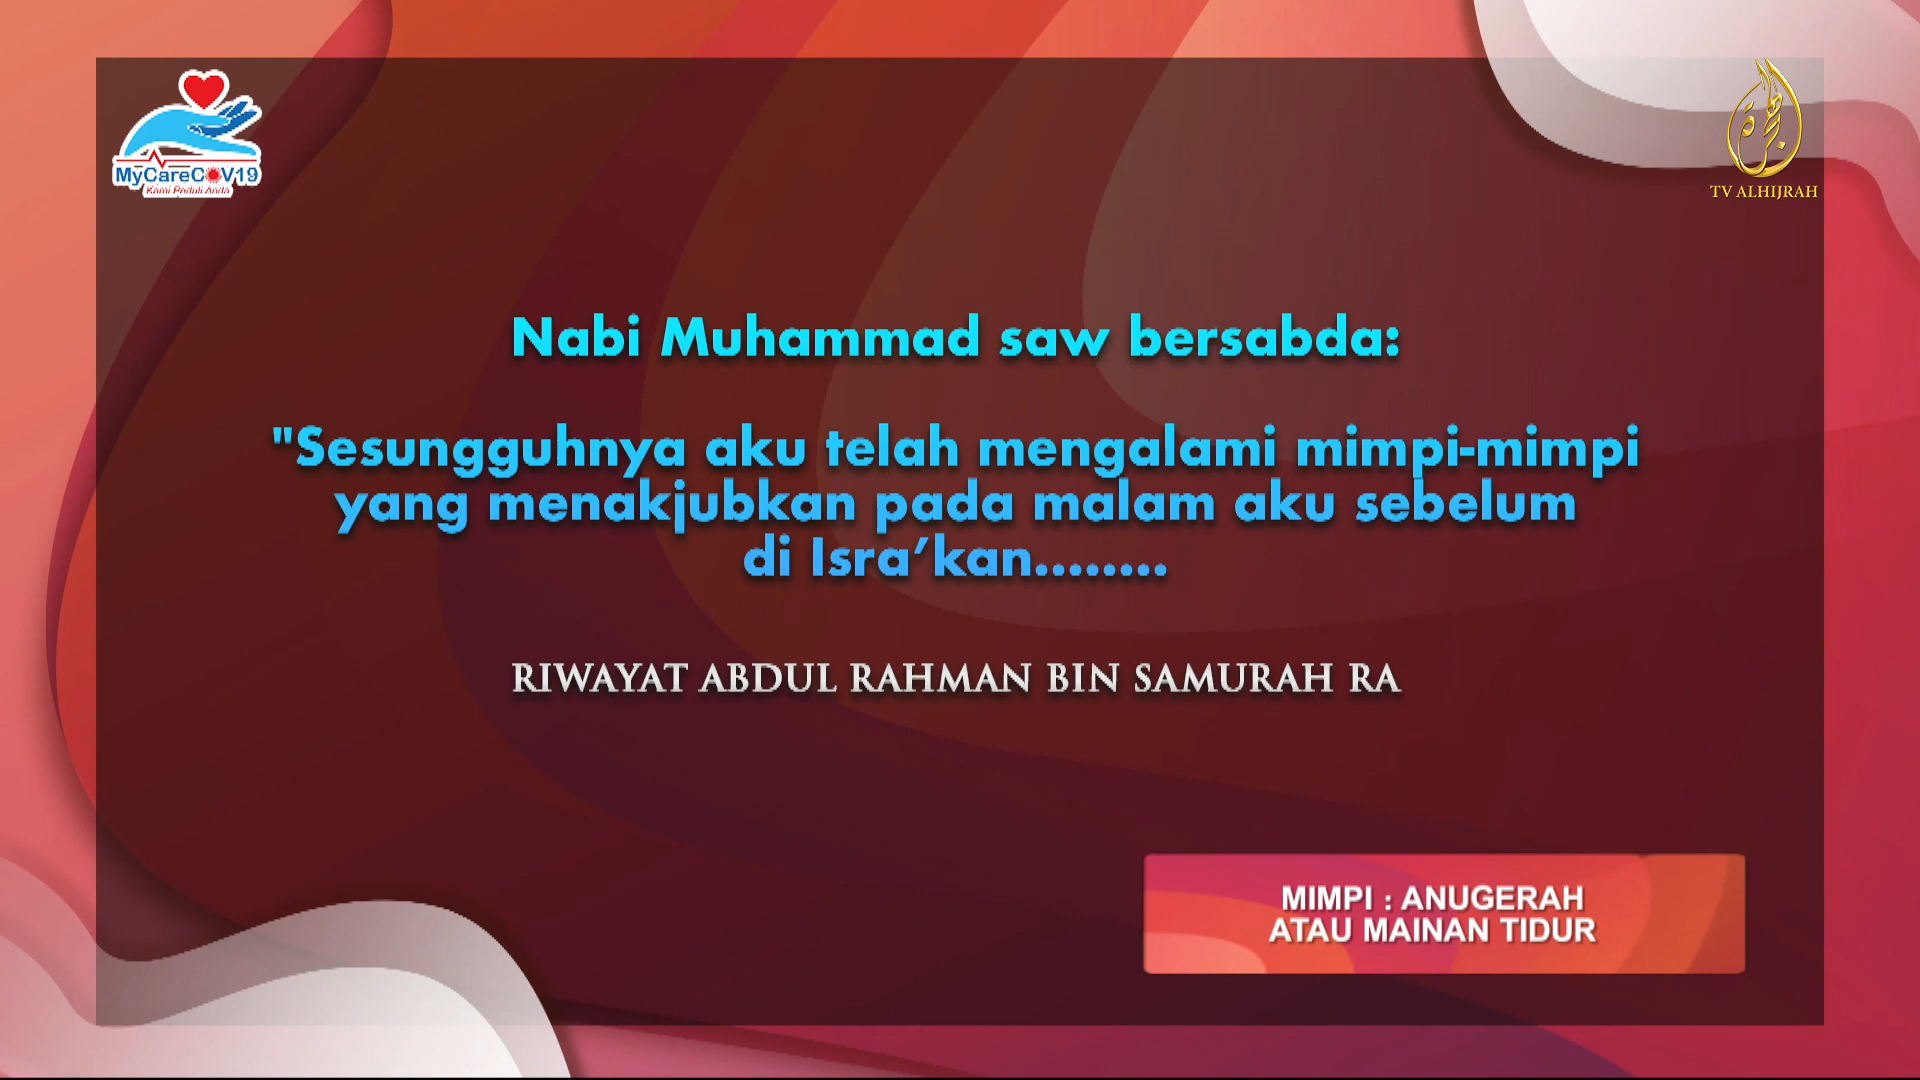 MyCareCOV19
Kami Peduli Anda
TV ALHIJRAH
Nabi Muhammad saw bersabda:
"Sesungguhnya aku telah mengalami mimpi-mimpi
yang menakjubkan pada malam aku sebelum
di Isra’kan........
RIWAYAT ABDUL RAHMAN BIN SAMURAH RA
MIMPI : ANUGERAH
ATAU MAINAN TIDUR